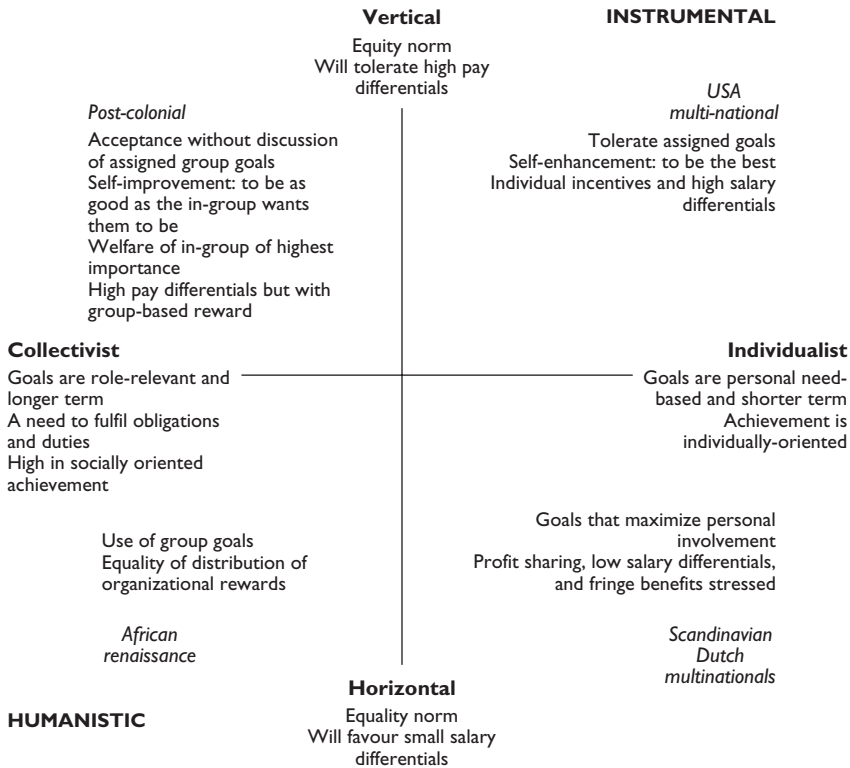 Vertical
Equity norm
Will tolerate high pay
differentials
INSTRUMENTAL
Post-colonial
Acceptance without discussion
of assigned group goals
Self-improvement: to be as
good as the in-group wants
them to be
Welfare of in-group of highest
importance
High pay differentials but with
group-based reward
USA
multi-national
Tolerate assigned goals
Self-enhancement: to be the best
Individual incentives and high salary
differentials
Collectivist
Goals are role-relevant and
longer term
A need to fulfil obligations
and duties
High in socially oriented
achievement
Individualist
Goals are personal need-
based and shorter term
Achievement is
individually-oriented
Use of group goals
Equality of distribution of
organizational rewards
African
renaissance
Goals that maximize personal
involvement
Profit sharing, low salary differentials,
and fringe benefits stressed
Scandinavian
Dutch
multinationals
HUMANISTIC
Horizontal
Equality norm
Will favour small salary
differentials